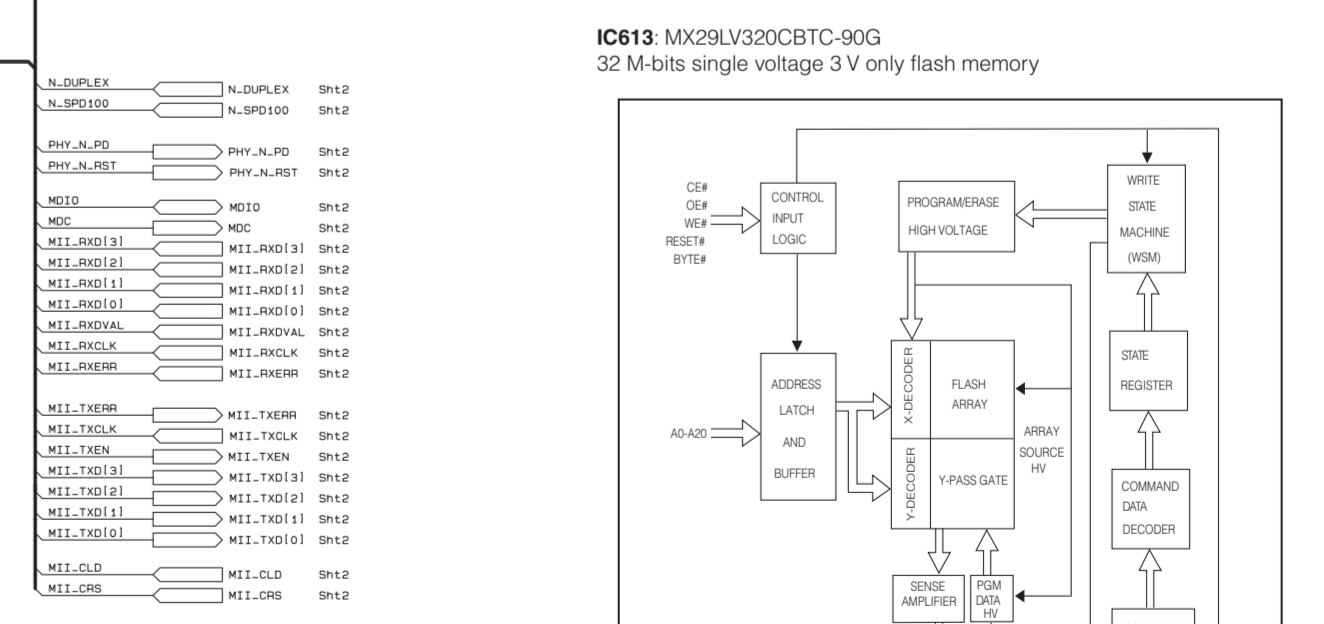 N_DUPLEX N_DUPLEX Sht2
N_SPD100 N_SPD100 Sht2
PHY_N_PD PHY_N_PD Sht2
PHY_N_RST PHY_N_RST Sht2
MDIO MDIO Sht2
MDC MDC Sht2
MII_RXD[3] MII_RXD[3] Sht2
MII_RXD[2] MII_RXD[2] Sht2
MII_RXD[1] MII_RXD[1] Sht2
MII_RXD[0] MII_RXD[0] Sht2
MII_RXDVAL MII_RXDVAL Sht2
MII_RXCLK MII_RXCLK Sht2
MII_RXERR MII_RXERR Sht2
MII_TXERR MII_TXERR Sht2
MII_TXCLK MII_TXCLK Sht2
MII_TXEN MII_TXEN Sht2
MII_TXD[3] MII_TXD[3] Sht2
MII_TXD[2] MII_TXD[2] Sht2
MII_TXD[1] MII_TXD[1] Sht2
MII_TXD[0] MII_TXD[0] Sht2
MII_CLD MII_CLD Sht2
MII_CRS MII_CRS Sht2
IC613: MX29LV320CBTC-90G
32 M-bits single voltage 3 V only flash memory
CE#
OE#
WE#
RESET#
BYTE#
CONTROL
INPUT
LOGIC
PROGRAM/ERASE
HIGH VOLTAGE
WRITE
STATE
MACHINE
(WSM)
A0-A20
ADDRESS
LATCH
AND
BUFFER
X-DECODER
FLASH
ARRAY
Y-DECODER
Y-PASS GATE
ARRAY
SOURCE
HV
STATE
REGISTER
COMMAND
DATA
DECODER
SENSE
AMPLIFIER
PGM
DATA
HV